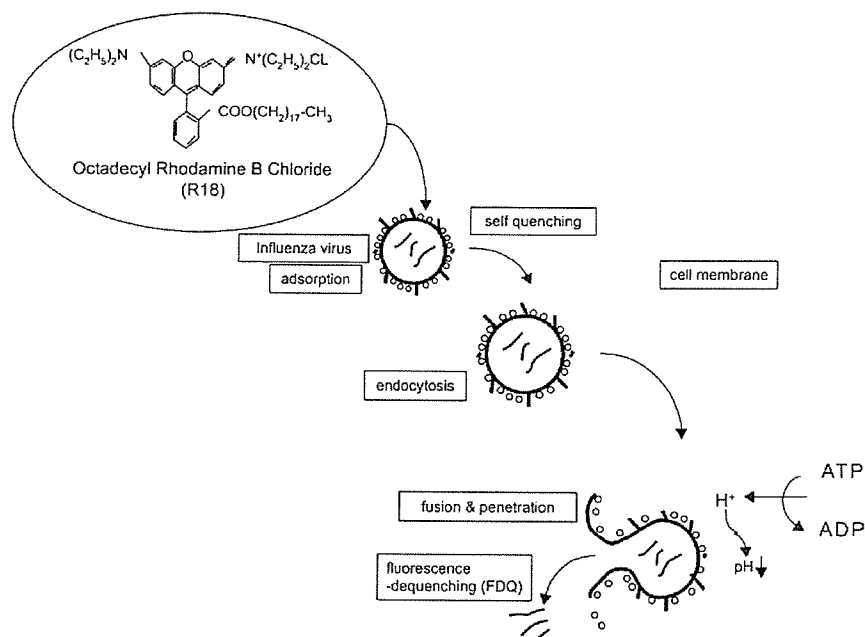 (C₂H₅)₂N
O
N⁺(C₂H₅)₂CL
COO(CH₂)₁₇-CH₃
Octadecyl Rhodamine B Chloride
(R18)
self quenching
Influenza virus
adsorption
cell membrane
endocytosis
ATP
H⁺
fusion & penetration
ADP
pH↓
fluorescence
-dequenching (FDQ)